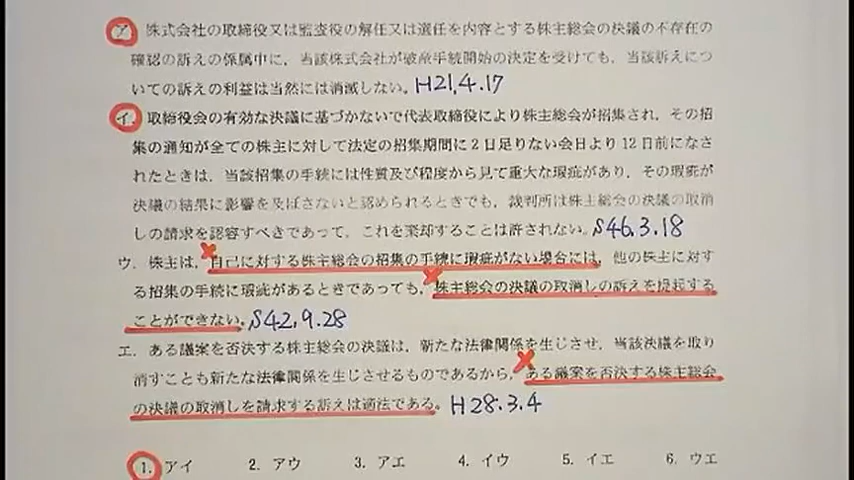 ア 株式会社の取締役又は監査役の解任又は選任を内容とする株主総会の決議の不存在の
確認の訴えの係属中に，当該株式会社が破産手続開始の決定を受けても，当該訴えにつ
いての訴えの利益は当然には消滅しない。H21,4.17
イ．取締役会の有効な決議に基づかないで代表取締役により株主総会が招集され，その招
集の通知が全ての株主に対して法定の招集期間に２日足りない会日より12日前になさ
れたときは，当該招集の手続には性質及び程度から見て重大な瑕疵があり，その瑕疵が
決議の結果に影響を及ぼさないと認められるときでも，裁判所は株主総会の決議の取消
しの請求を認容すべきであって，これを棄却することは許されない。S46.3.18
ウ．株主は，自己に対する株主総会の招集の手続に瑕疵がない場合には，他の株主に対す
る招集の手続に瑕疵があるときであっても，株主総会の決議の取消しの訴えを提起する
ことができない。S42,9.28
エ．ある議案を否決する株主総会の決議は，新たな法律関係を生じさせ，当該決議を取り
消すことも新たな法律関係を生じさせるものであるから，ある議案を否決する株主総会
の決議の取消しを請求する訴えは適法である。H28.3.4
1．アイ 2．アウ 3．アエ 4．イウ 5．イエ 6．ウエ